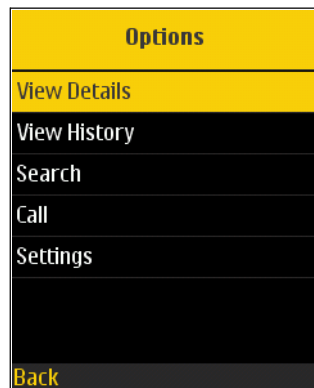 Options
View Details
View History
Search
Call
Settings
Back